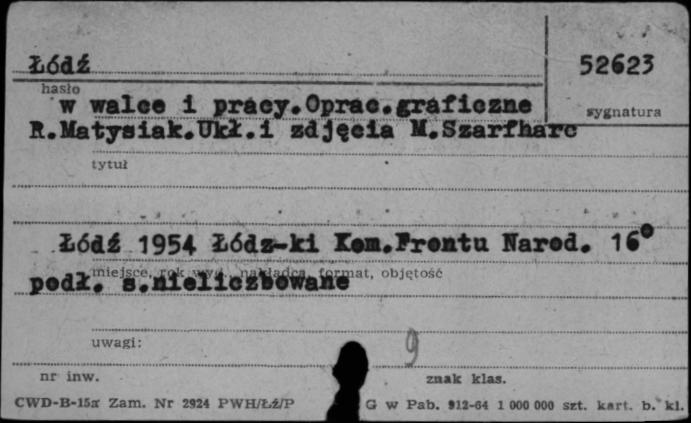 Łódź
52623
hasło
w walce i pracy.Oprac.graficzne
sygnatura
R.Matysiak.Ukł.i zdjęcia M.Szarfharc
tytuł
Łódź 1954 Łódz-ki Kom.Frontu Narod. 16°
miejsce, rok wyd., nakładca, format, objętość
podł. s.nieliczbowane
uwagi:
9
nr inw.
znak klas.
CWD-B-15a Zam. Nr 2924 PWH/Łź/P
G w Pab. 912-64 1 000 000 szt. kart. b. kl.